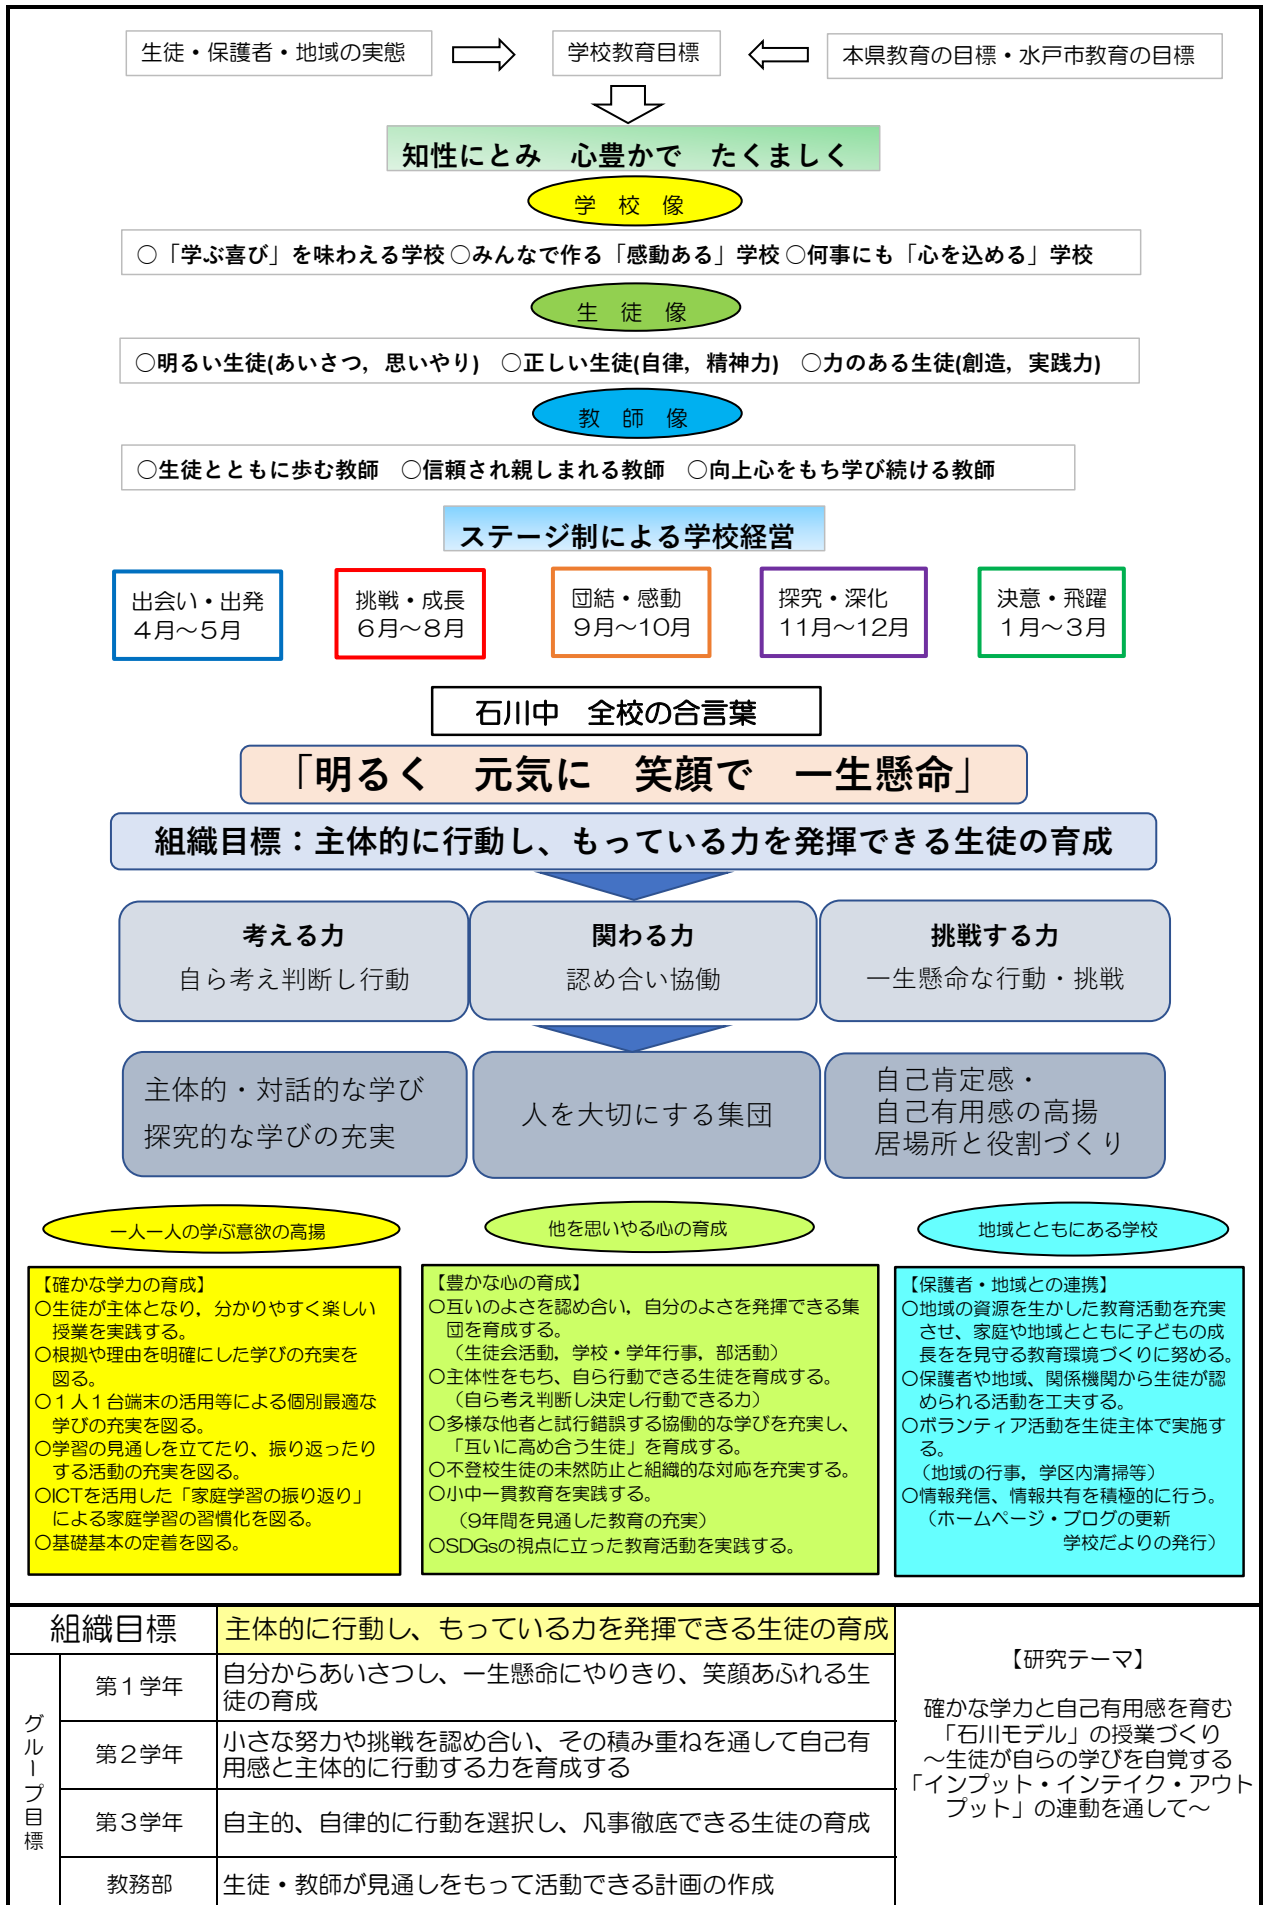 生徒・保護者・地域の実態
学校教育目標
本県教育の目標・水戸市教育の目標
知性にとみ　心豊かで　たくましく
学　校　像
○「学ぶ喜び」を味わえる学校 ○みんなで作る「感動ある」学校 ○何事にも「心を込める」学校
生　徒　像
○明るい生徒(あいさつ，思いやり)　○正しい生徒(自律，精神力)　○力のある生徒(創造，実践力)
教　師　像
○生徒とともに歩む教師　○信頼され親しまれる教師　○向上心をもち学び続ける教師
ステージ制による学校経営
出会い・出発
４月～５月
挑戦・成長
６月～８月
団結・感動
９月～10月
探究・深化
11月～12月
決意・飛躍
１月～３月
石川中　全校の合言葉
「明るく　元気に　笑顔で　一生懸命」
組織目標：主体的に行動し、もっている力を発揮できる生徒の育成
考える力
自ら考え判断し行動
関わる力
認め合い協働
挑戦する力
一生懸命な行動・挑戦
主体的・対話的な学び
探究的な学びの充実
人を大切にする集団
自己肯定感・
自己有用感の高揚
居場所と役割づくり
一人一人の学ぶ意欲の高揚
【確かな学力の育成】
○生徒が主体となり，分かりやすく楽しい
授業を実践する。
○根拠や理由を明確にした学びの充実を
図る。
○１人１台端末の活用等による個別最適な
学びの充実を図る。
○学習の見通しを立てたり、振り返ったり
する活動の充実を図る。
○ICTを活用した「家庭学習の振り返り」
による家庭学習の習慣化を図る。
○基礎基本の定着を図る。
他を思いやる心の育成
【豊かな心の育成】
○互いのよさを認め合い，自分のよさを発揮できる集
団を育成する。
（生徒会活動，学校・学年行事，部活動）
○主体性をもち、自ら行動できる生徒を育成する。
（自ら考え判断し決定し行動できる力）
○多様な他者と試行錯誤する協働的な学びを充実し、
「互いに高め合う生徒」を育成する。
○不登校生徒の未然防止と組織的な対応を充実する。
○小中一貫教育を実践する。
（9年間を見通した教育の充実）
○SDGsの視点に立った教育活動を実践する。
地域とともにある学校
【保護者・地域との連携】
○地域の資源を生かした教育活動を充実
させ、家庭や地域とともに子どもの成
長をを見守る教育環境づくりに努める。
○保護者や地域、関係機関から生徒が認
められる活動を工夫する。
○ボランティア活動を生徒主体で実施す
る。
（地域の行事，学区内清掃等）
○情報発信、情報共有を積極的に行う。
（ホームページ・ブログの更新
学校だよりの発行）
組織目標
主体的に行動し、もっている力を発揮できる生徒の育成
グループ目標
第１学年
自分からあいさつし、一生懸命にやりきり、笑顔あふれる生
徒の育成
第２学年
小さな努力や挑戦を認め合い、その積み重ねを通して自己有
用感と主体的に行動する力を育成する
第３学年
自主的、自律的に行動を選択し、凡事徹底できる生徒の育成
教務部
生徒・教師が見通しをもって活動できる計画の作成
【研究テーマ】
確かな学力と自己有用感を育む
「石川モデル」の授業づくり
～生徒が自らの学びを自覚する
「インプット・インテイク・アウト
プット」の連動を通して～